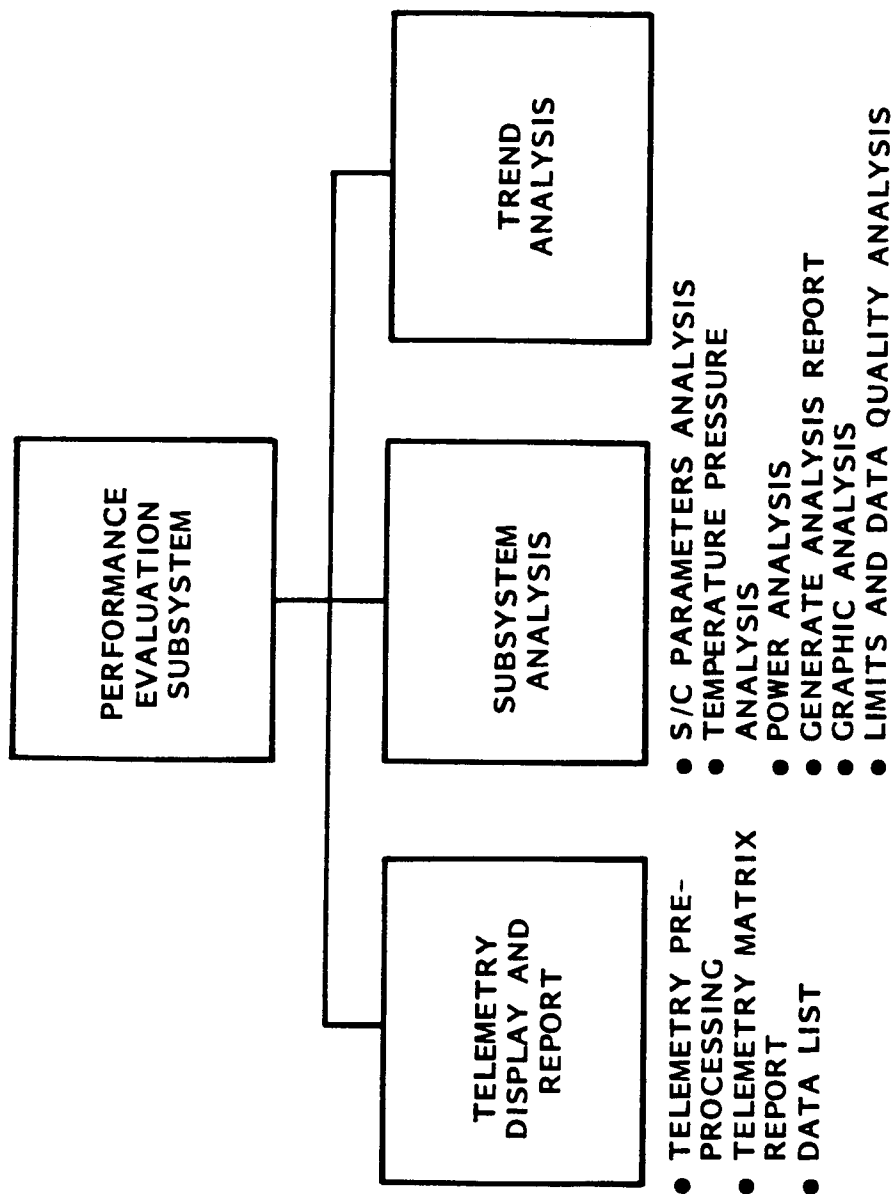 PERFORMANCE
EVALUATION
SUBSYSTEM
TELEMETRY
DISPLAY AND
REPORT
● TELEMETRY PRE-
PROCESSING
● TELEMETRY MATRIX
REPORT
● DATA LIST
SUBSYSTEM
ANALYSIS
● S/C PARAMETERS ANALYSIS
● TEMPERATURE PRESSURE
ANALYSIS
● POWER ANALYSIS
● GENERATE ANALYSIS REPORT
● GRAPHIC ANALYSIS
● LIMITS AND DATA QUALITY ANALYSIS
TREND
ANALYSIS